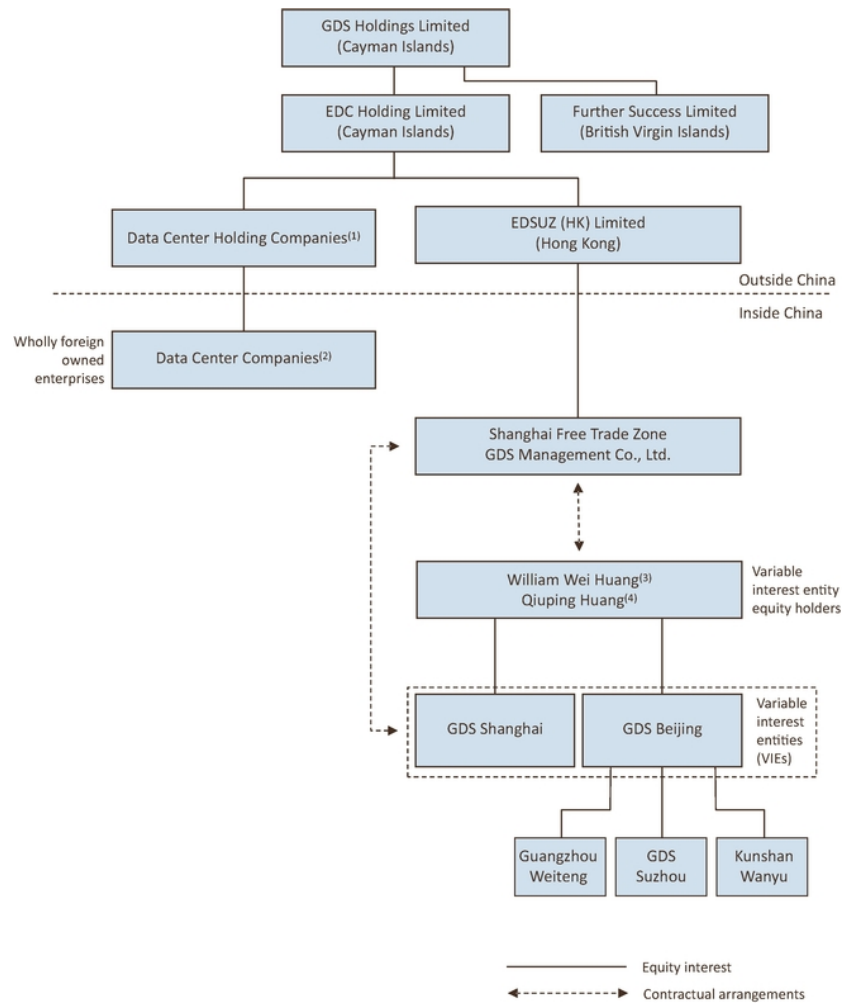 GDS Holdings Limited
(Cayman Islands)
EDC Holding Limited
(Cayman Islands)
Further Success Limited
(British Virgin Islands)
Data Center Holding Companies(1)
EDSUZ (HK) Limited
(Hong Kong)
Outside China
Inside China
Wholly foreign
owned
enterprises
Data Center Companies(2)
Shanghai Free Trade Zone
GDS Management Co., Ltd.
William Wei Huang(3)
Qiuping Huang(4)
Variable
interest entity
equity holders
GDS Shanghai
GDS Beijing
Variable
interest
entities
(VIEs)
Guangzhou
Weiteng
GDS
Suzhou
Kunshan
Wanyu
Equity interest
Contractual arrangements